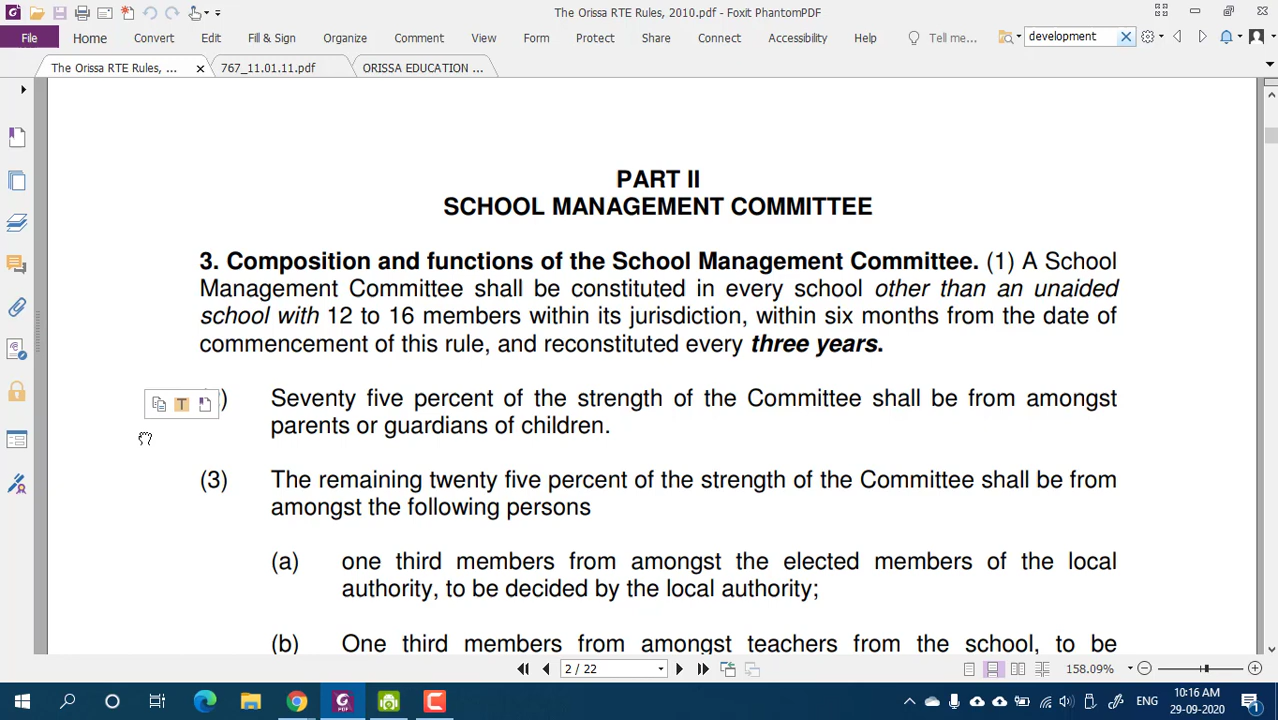 The Orissa RTE Rules, 2010.pdf - Foxit PhantomPDF
File Home Convert Edit Fill & Sign Organize Comment View Form Protect Share Connect Accessibility Help Tell me... development
The Orissa RTE Rules, ... 767_11.01.11.pdf ORISSA EDUCATION ...
PART II
SCHOOL MANAGEMENT COMMITTEE
3. Composition and functions of the School Management Committee. (1) A School
Management Committee shall be constituted in every school other than an unaided
school with 12 to 16 members within its jurisdiction, within six months from the date of
commencement of this rule, and reconstituted every three years.
) Seventy five percent of the strength of the Committee shall be from amongst
parents or guardians of children.
(3) The remaining twenty five percent of the strength of the Committee shall be from
amongst the following persons
(a) one third members from amongst the elected members of the local
authority, to be decided by the local authority;
(b) One third members from amongst teachers from the school, to be
2 / 22 158.09%
ENG 10:16 AM
29-09-2020